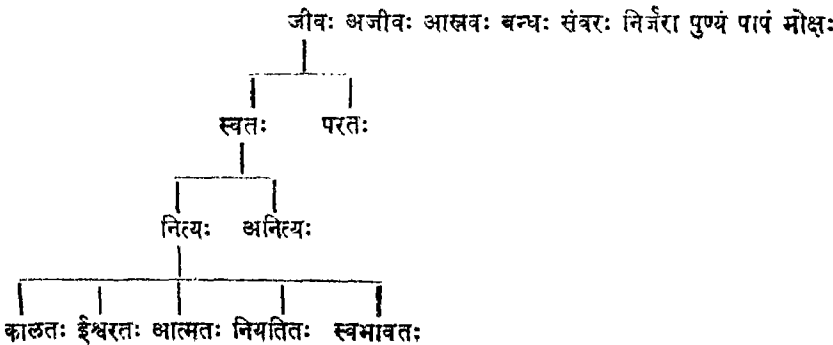 जीवः अजीवः आस्रवः बन्धः संवरः निर्जरा पुण्यं पापं मोक्षः
स्वतः परतः
नित्यः अनित्यः
कालतः ईश्वरतः आत्मतः नियतितः स्वभावतः